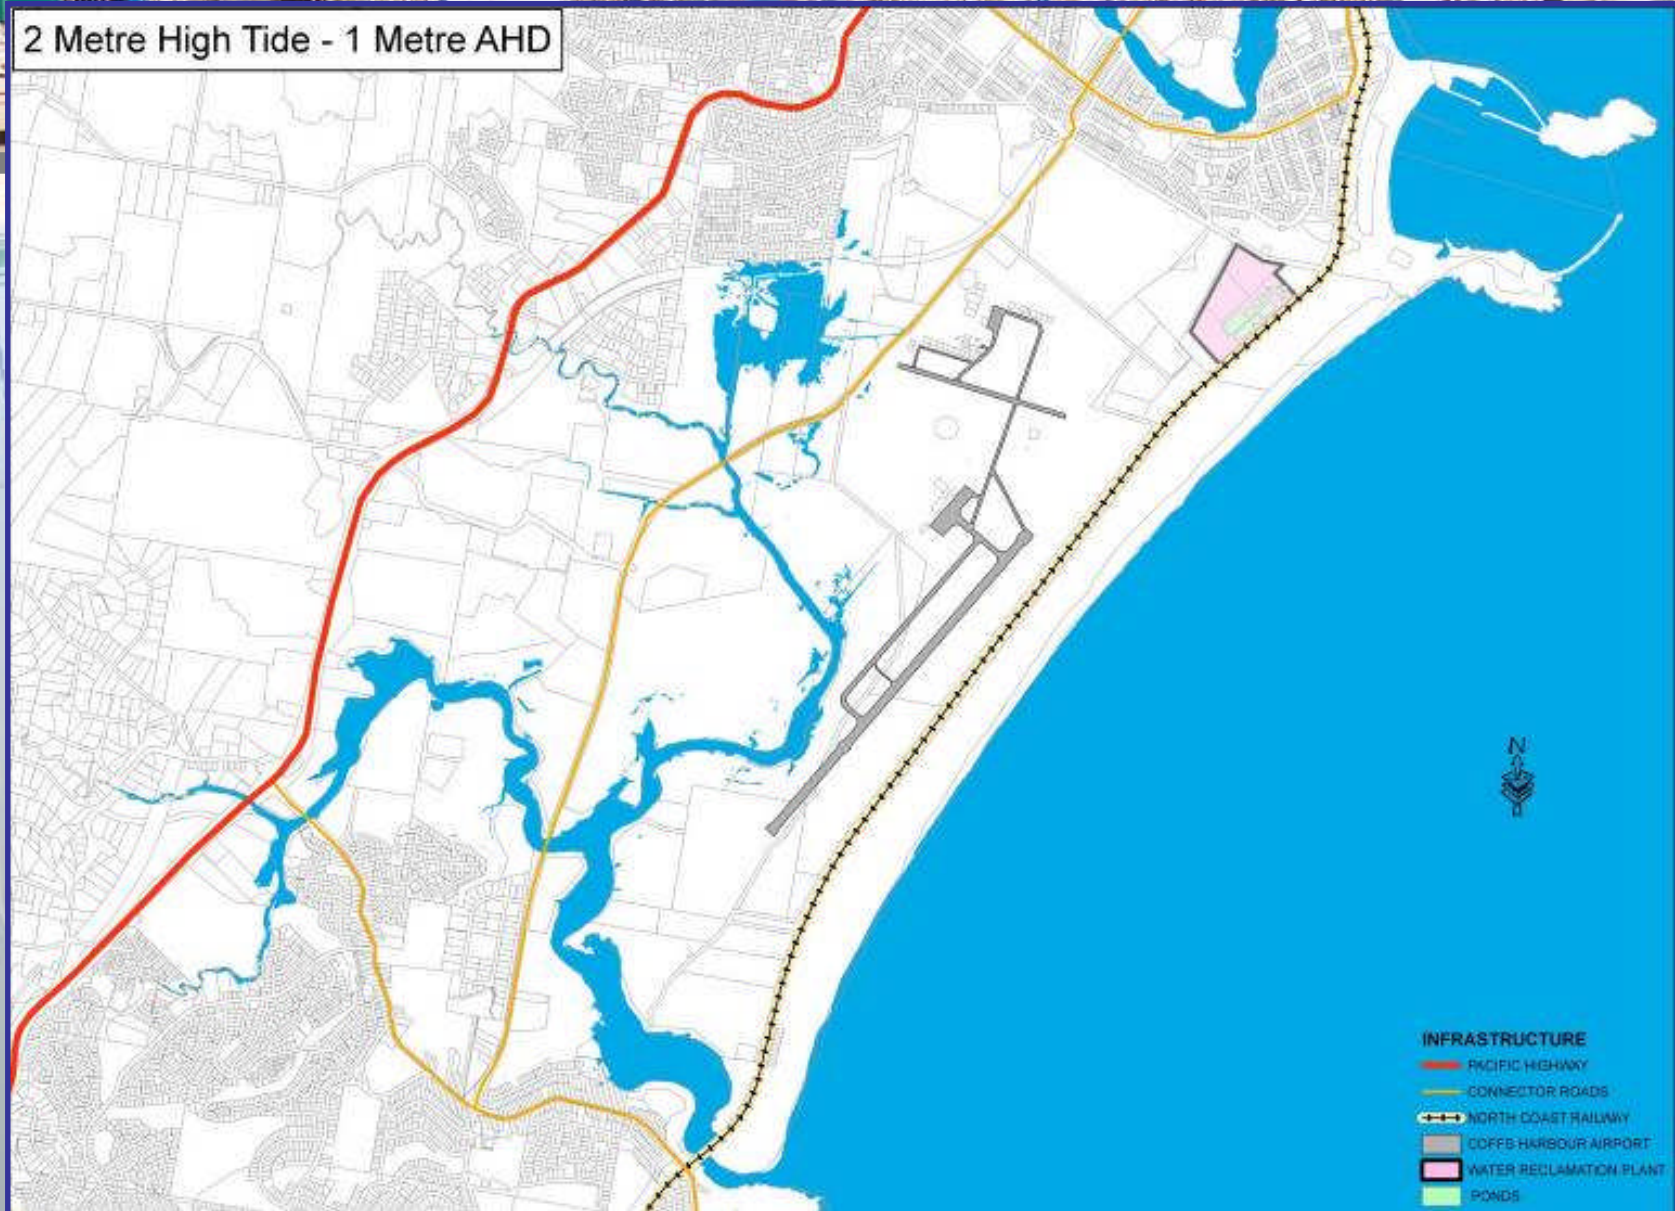 2 Metre High Tide - 1 Metre AHD
N
INFRASTRUCTURE
PACIFIC HIGHWAY
CONNECTOR ROADS
NORTH COAST RAILWAY
COFFS HARBOUR AIRPORT
WATER RECLAMATION PLANT
PONDS